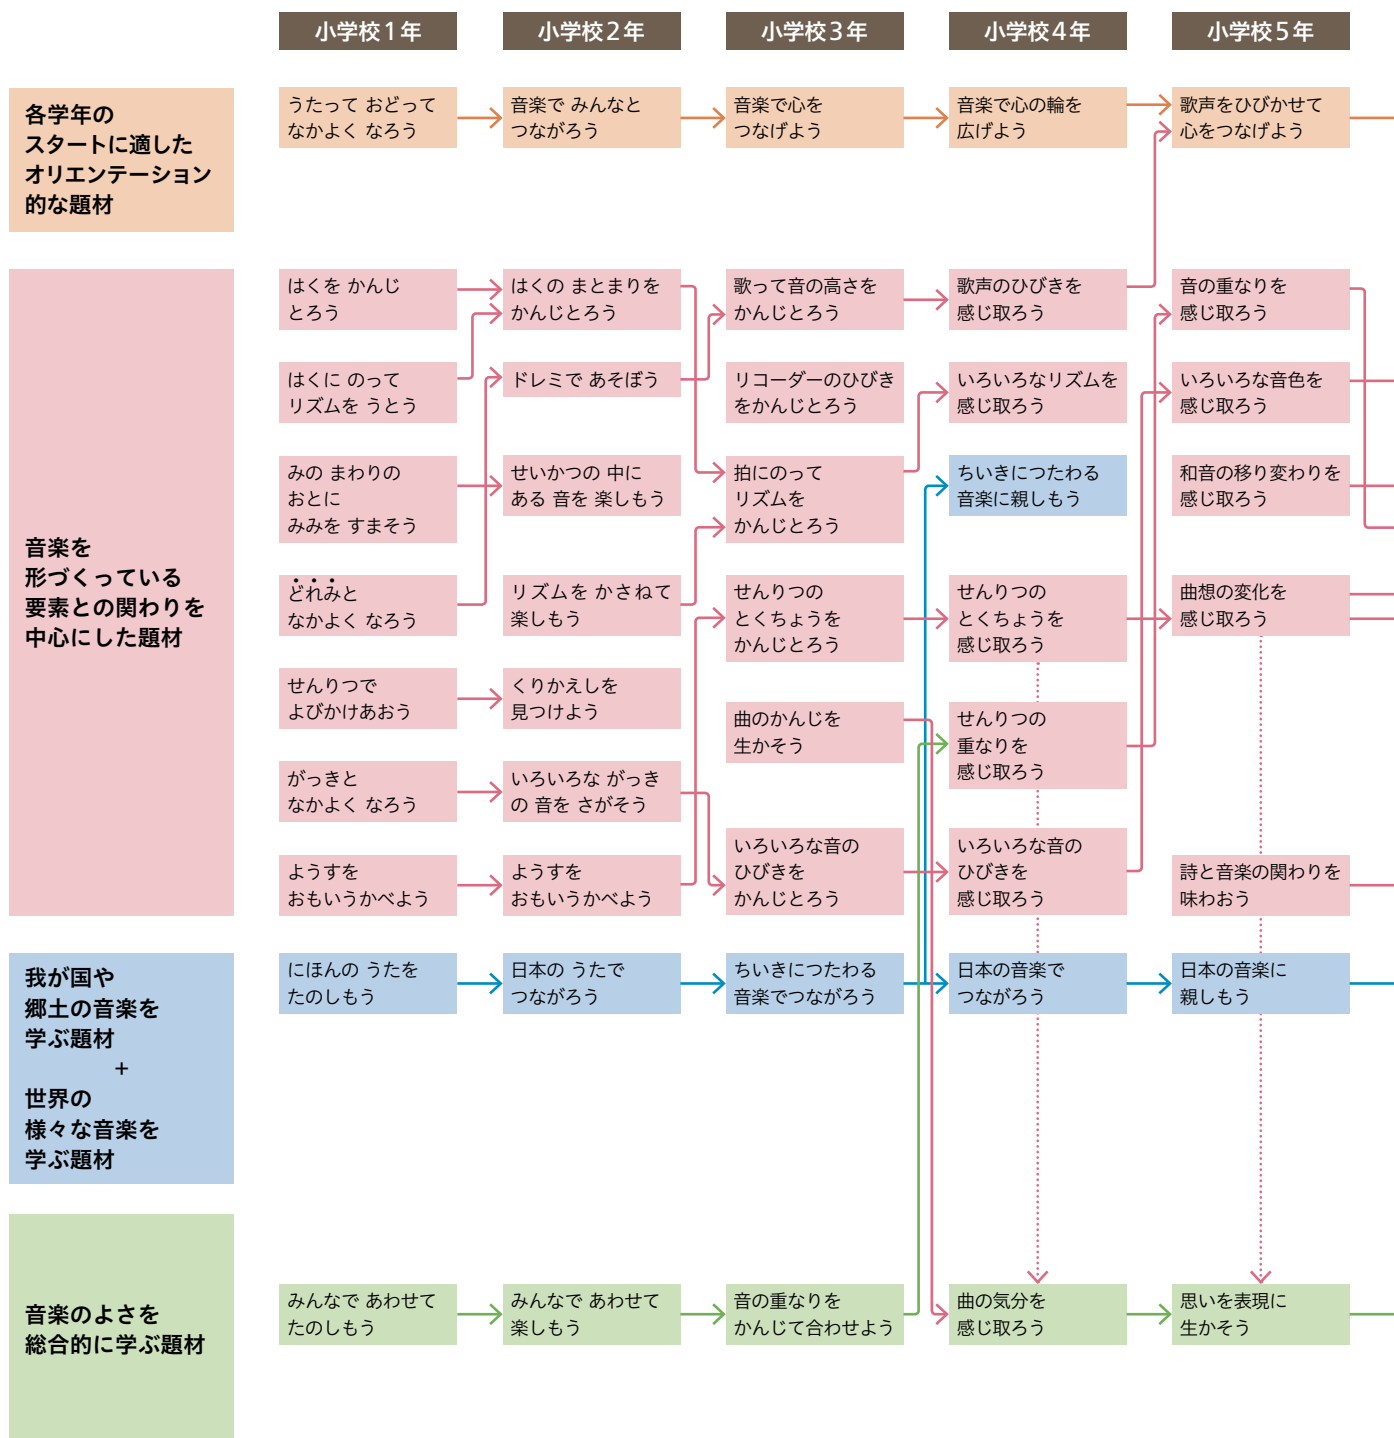 小学校1年
小学校2年
小学校3年
小学校4年
小学校5年
各学年の
スタートに適した
オリエンテーション
的な題材
うたって おどって
なかよく なろう
音楽で みんなと
つながろう
音楽で心を
つなげよう
音楽で心の輪を
広げよう
歌声をひびかせて
心をつなげよう
音楽を
形づくっている
要素との関わりを
中心にした題材
はくを かんじ
とろう
はくに のって
リズムを うとう
みの まわりの
おとに
みみを すまそう
どれみと
なかよく なろう
せんりつで
よびかけあおう
がっきと
なかよく なろう
ようすを
おもいうかべよう
はくの まとまりを
かんじとろう
ドレミで あそぼう
せいかつの 中に
ある 音を 楽しもう
リズムを かさねて
楽しもう
くりかえしを
見つけよう
いろいろな がっき
の 音を さがそう
ようすを
おもいうかべよう
歌って音の高さを
かんじとろう
リコーダーのひびき
をかんじとろう
拍にのって
リズムを
かんじとろう
せんりつの
とくちょうを
かんじとろう
曲のかんじを
生かそう
いろいろな音の
ひびきを
かんじとろう
歌声のひびきを
感じ取ろう
いろいろなリズムを
感じ取ろう
ちいきにつたわる
音楽に親しもう
せんりつの
とくちょうを
感じ取ろう
せんりつの
重なりを
感じ取ろう
いろいろな音の
ひびきを
感じ取ろう
音の重なりを
感じ取ろう
いろいろな音色を
感じ取ろう
和音の移り変わりを
感じ取ろう
曲想の変化を
感じ取ろう
詩と音楽の関わりを
味わおう
我が国や
郷土の音楽を
学ぶ題材
+
世界の
様々な音楽を
学ぶ題材
にほんの うたを
たのしもう
日本の うたで
つながろう
ちいきにつたわる
音楽でつながろう
日本の音楽で
つながろう
日本の音楽に
親しもう
音楽のよさを
総合的に学ぶ題材
みんなで あわせて
たのしもう
みんなで あわせて
楽しもう
音の重なりを
かんじて合わせよう
曲の気分を
感じ取ろう
思いを表現に
生かそう